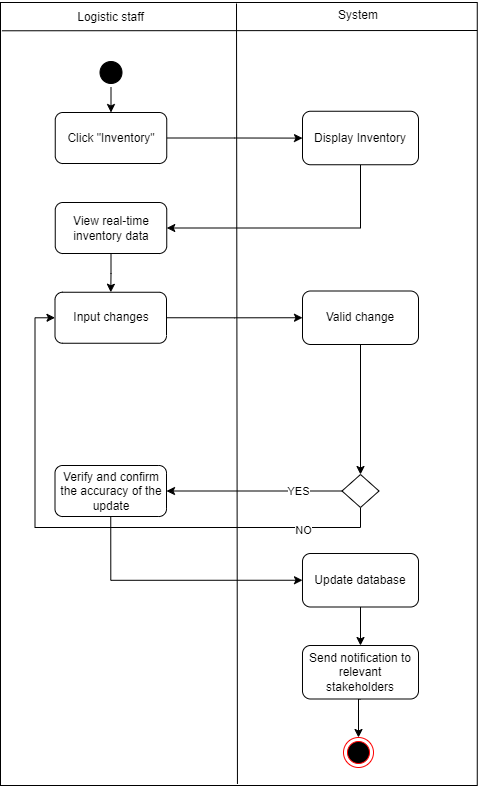 Logistic staff
System
Click "Inventory"
Display Inventory
View real-time
inventory data
Input changes
Valid change
Verify and confirm
the accuracy of the
update
YES
NO
Update database
Send notification to
relevant
stakeholders